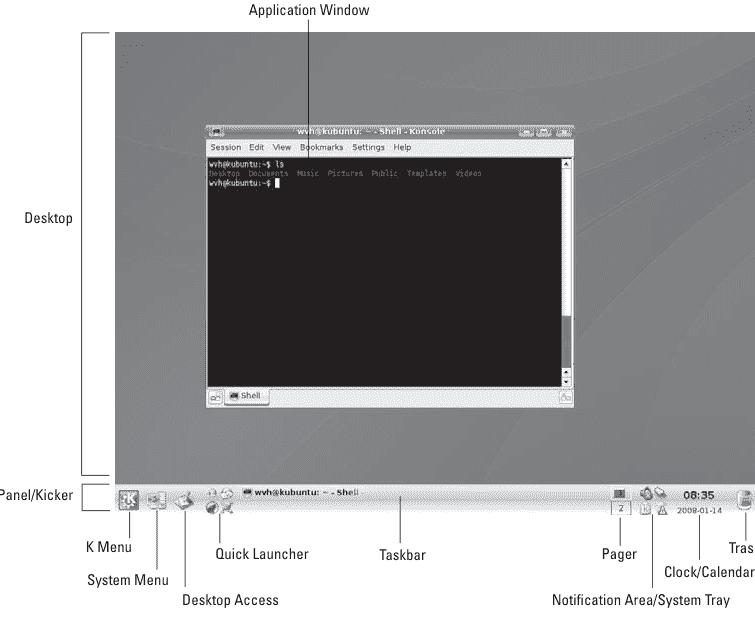 Application Window
wvh@kubuntu: ~ - Shell - Konsole
Session Edit View Bookmarks Settings Help
wvh@kubuntu:~$ ls
Desktop Documents Music Pictures Public Templates Videos
wvh@kubuntu:~$
Desktop
Shell
Panel/Kicker
wvh@kubuntu: ~ - Shell
2
08:35
2008-01-14
K Menu
Quick Launcher
Taskbar
Pager
Tras
System Menu
Clock/Calendar
Desktop Access
Notification Area/System Tray